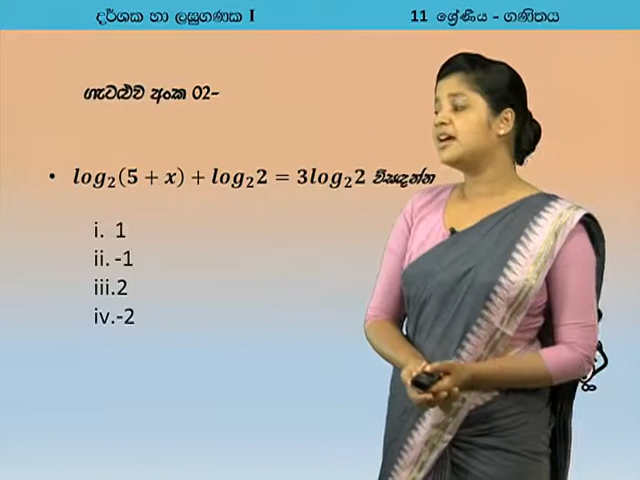 දර්ශක හා ලඝුගණක I
11 ශ්‍රේණිය - ගණිතය
ගැටළුව අංක 02-
• log₂(5 + x) + log₂2 = 3log₂2 විසඳන්න
i. 1
ii. -1
iii.2
iv.-2